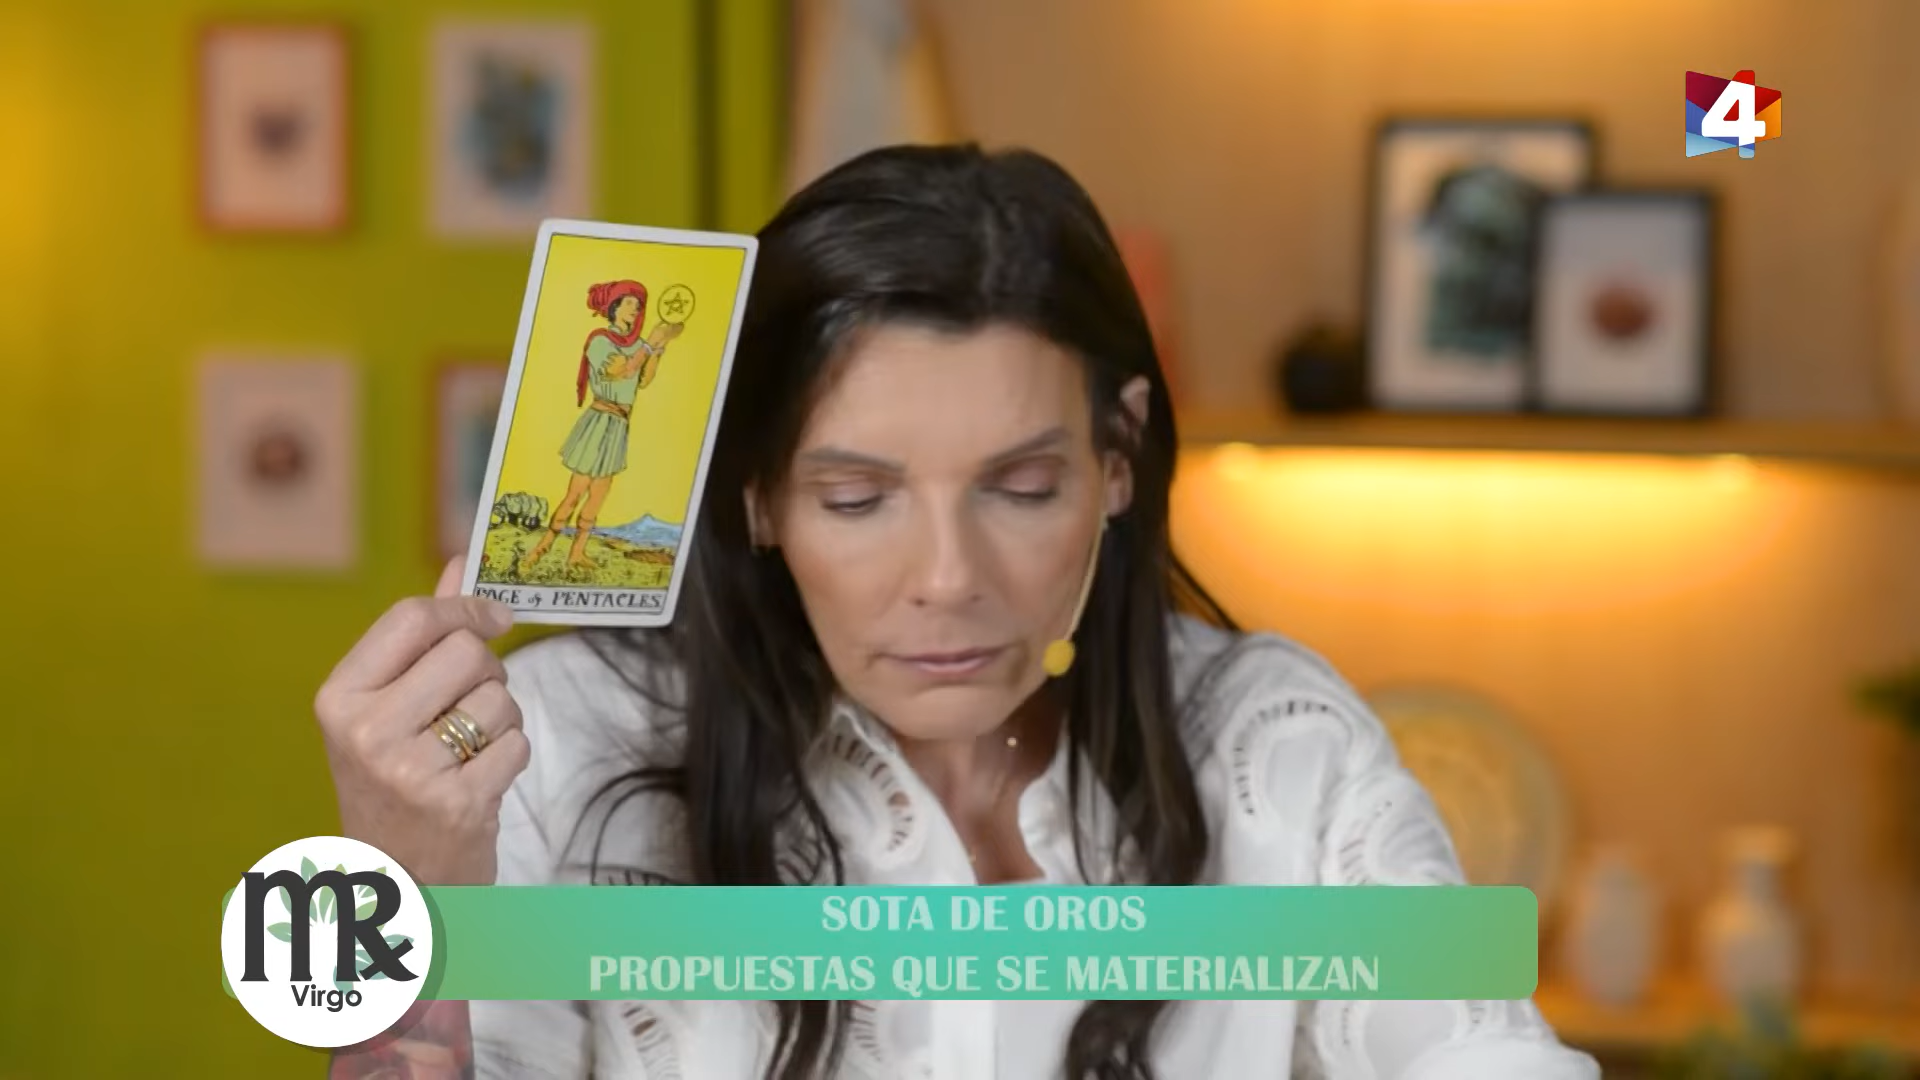 4
PAGE of PENTACLES
SOTA DE OROS
PROPUESTAS QUE SE MATERIALIZAN
Virgo